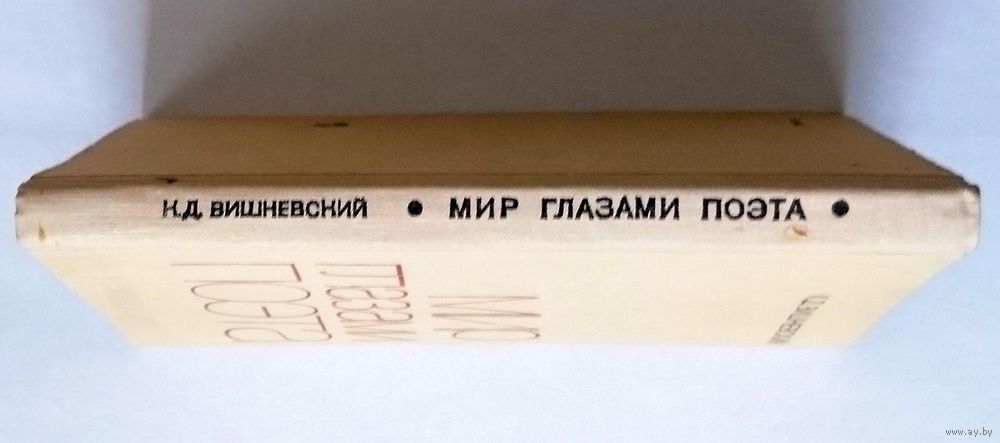 К.Д. ВИШНЕВСКИЙ • МИР ГЛАЗАМИ ПОЭТА •
МИР
ГЛАЗАМИ
ПОЭТА
www.ay.by